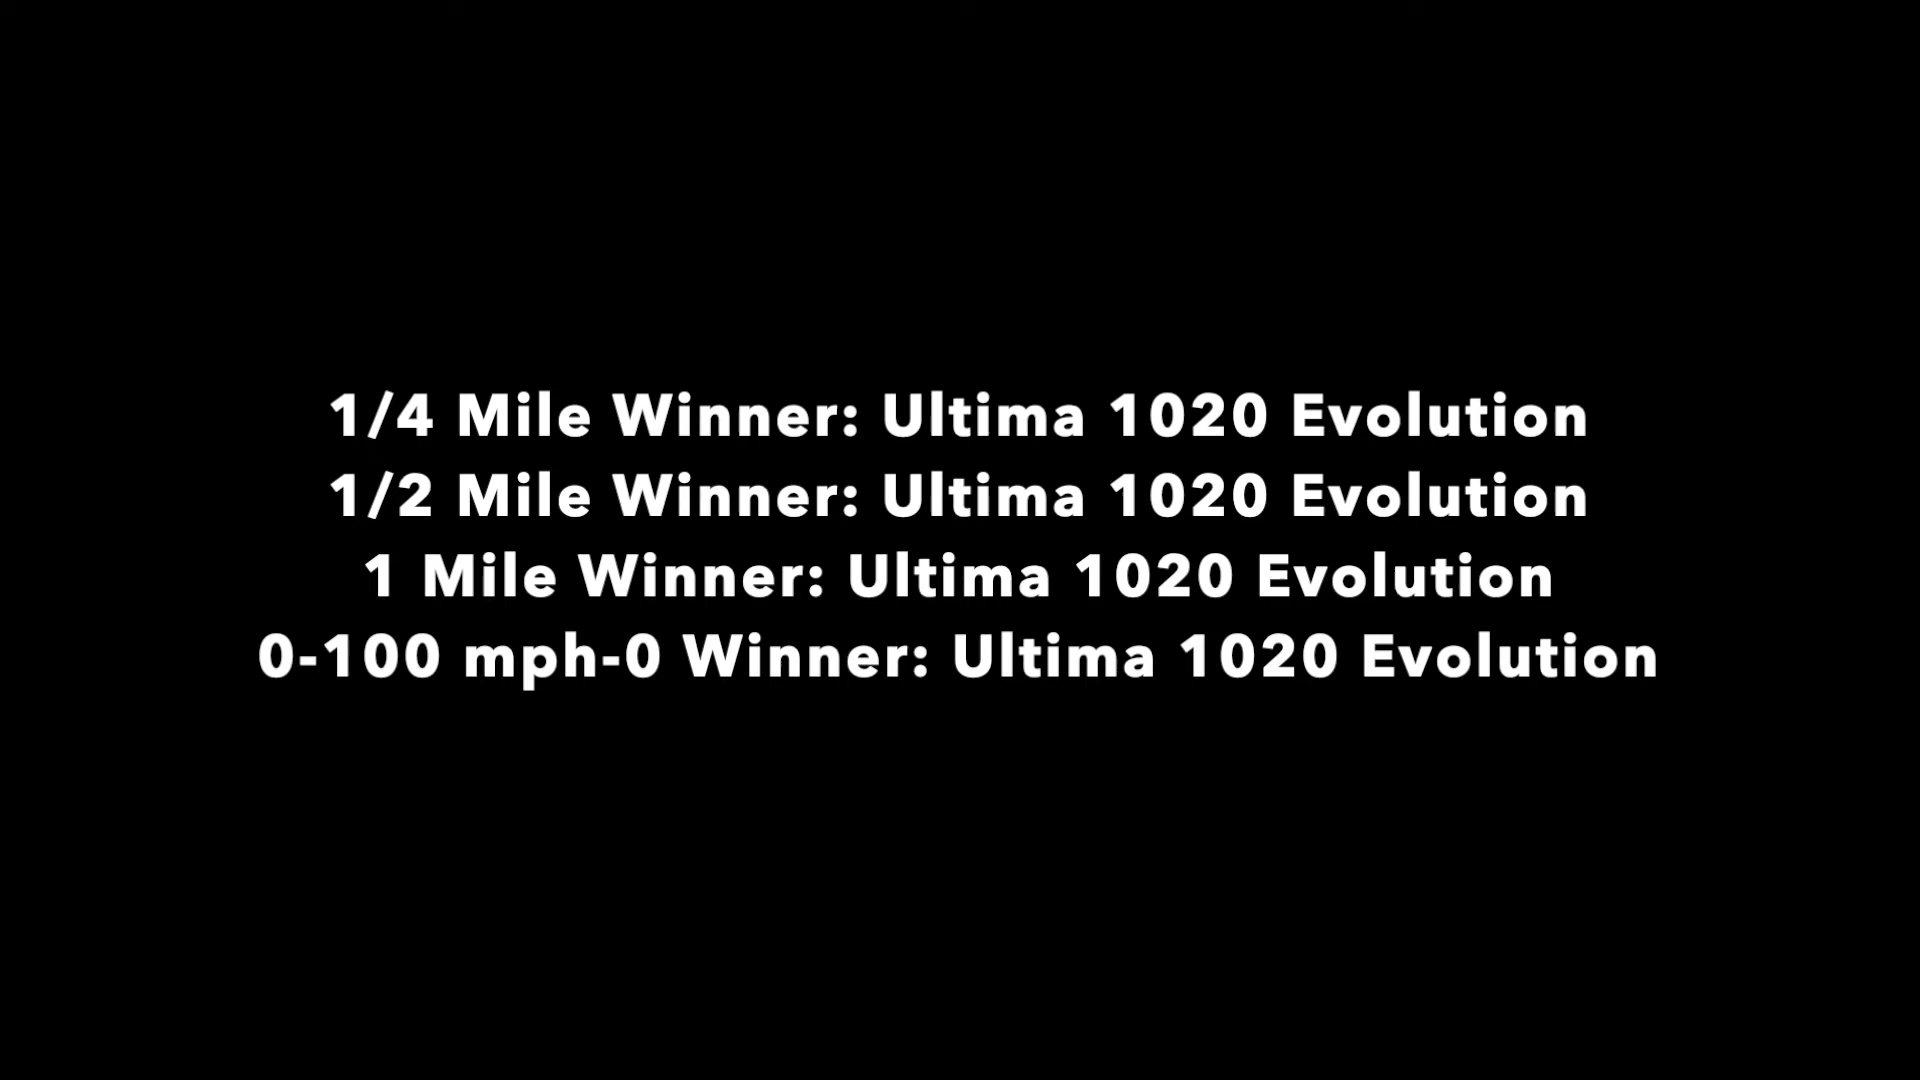 1/4 Mile Winner: Ultima 1020 Evolution
1/2 Mile Winner: Ultima 1020 Evolution
1 Mile Winner: Ultima 1020 Evolution
0-100 mph-0 Winner: Ultima 1020 Evolution